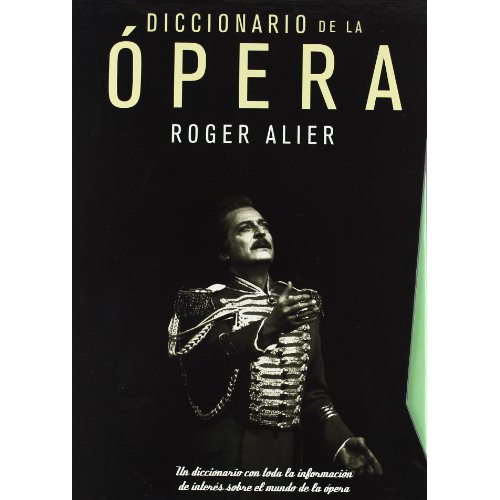 DICCIONARIO DE LA
ÓPERA
ROGER ALIER
Un diccionario con toda la información
de interés sobre el mundo de la ópera